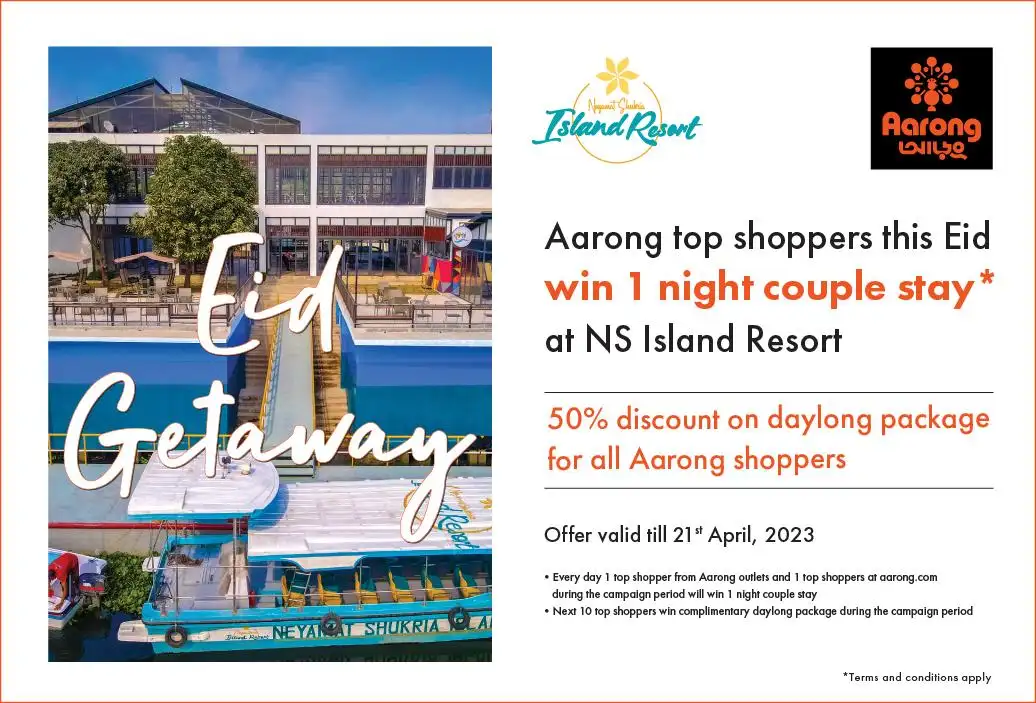 Neyamat Shukria
Island Resort
Aarong
আড়ং
Eid
Getaway
Aarong top shoppers this Eid
win 1 night couple stay*
at NS Island Resort
50% discount on daylong package
for all Aarong shoppers
Offer valid till 21st April, 2023
• Every day 1 top shopper from Aarong outlets and 1 top shoppers at aarong.com
during the campaign period will win 1 night couple stay
• Next 10 top shoppers win complimentary daylong package during the campaign period
Island Resort
Island Resort
NEYAMAT SHUKRIA
*Terms and conditions apply